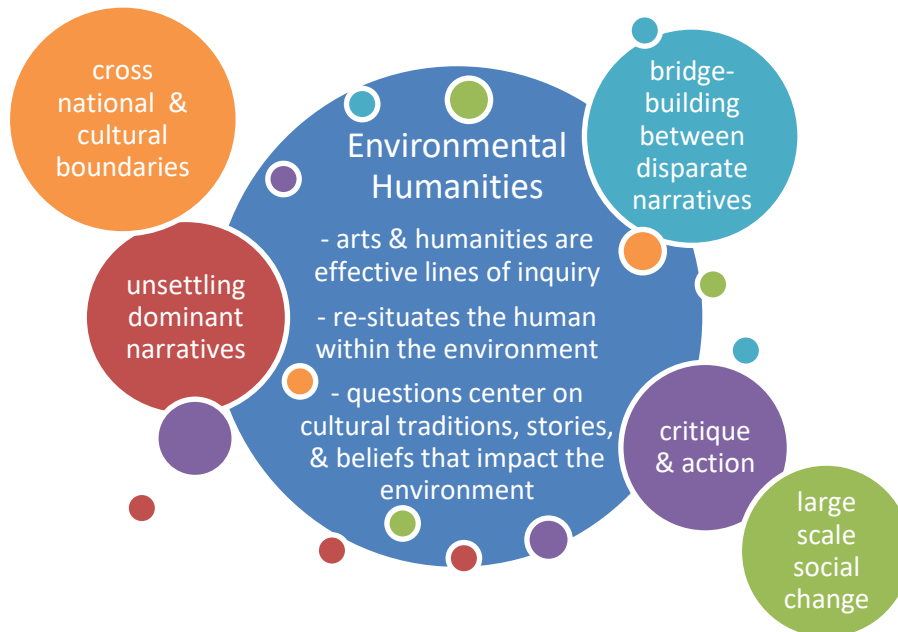 cross
national &
cultural
boundaries
unsettling
dominant
narratives
Environmental
Humanities
- arts & humanities are
effective lines of inquiry
- re-situates the human
within the environment
- questions center on
cultural traditions, stories,
& beliefs that impact the
environment
bridge-
building
between
disparate
narratives
critique
& action
large
scale
social
change